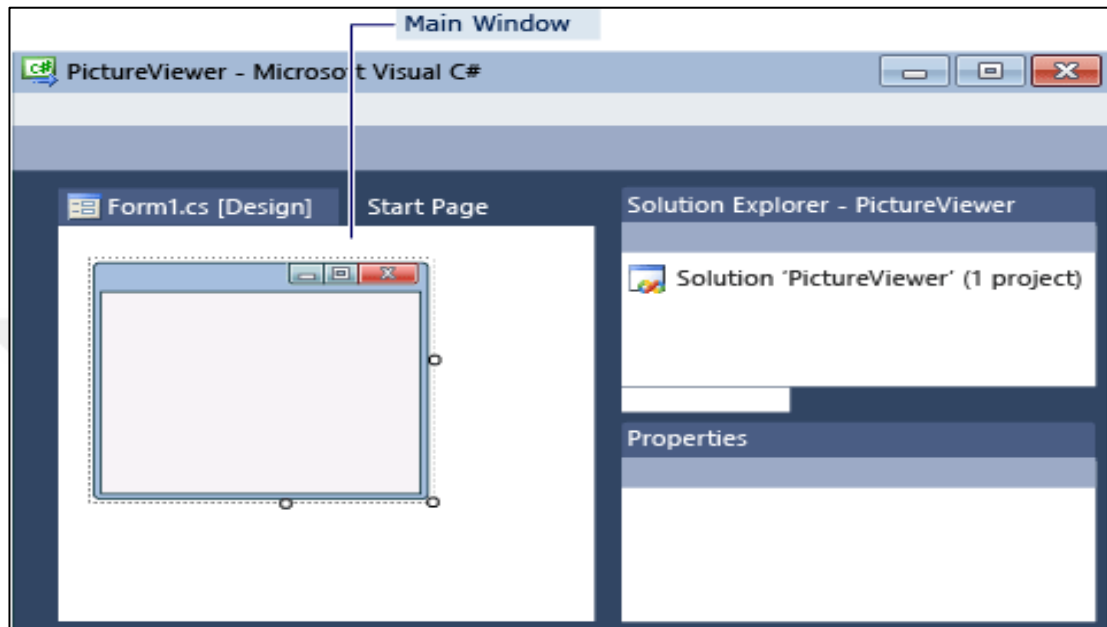 Main Window
PictureViewer - Microsoft Visual C#
Form1.cs [Design]
Start Page
Solution Explorer - PictureViewer
Solution 'PictureViewer' (1 project)
Properties